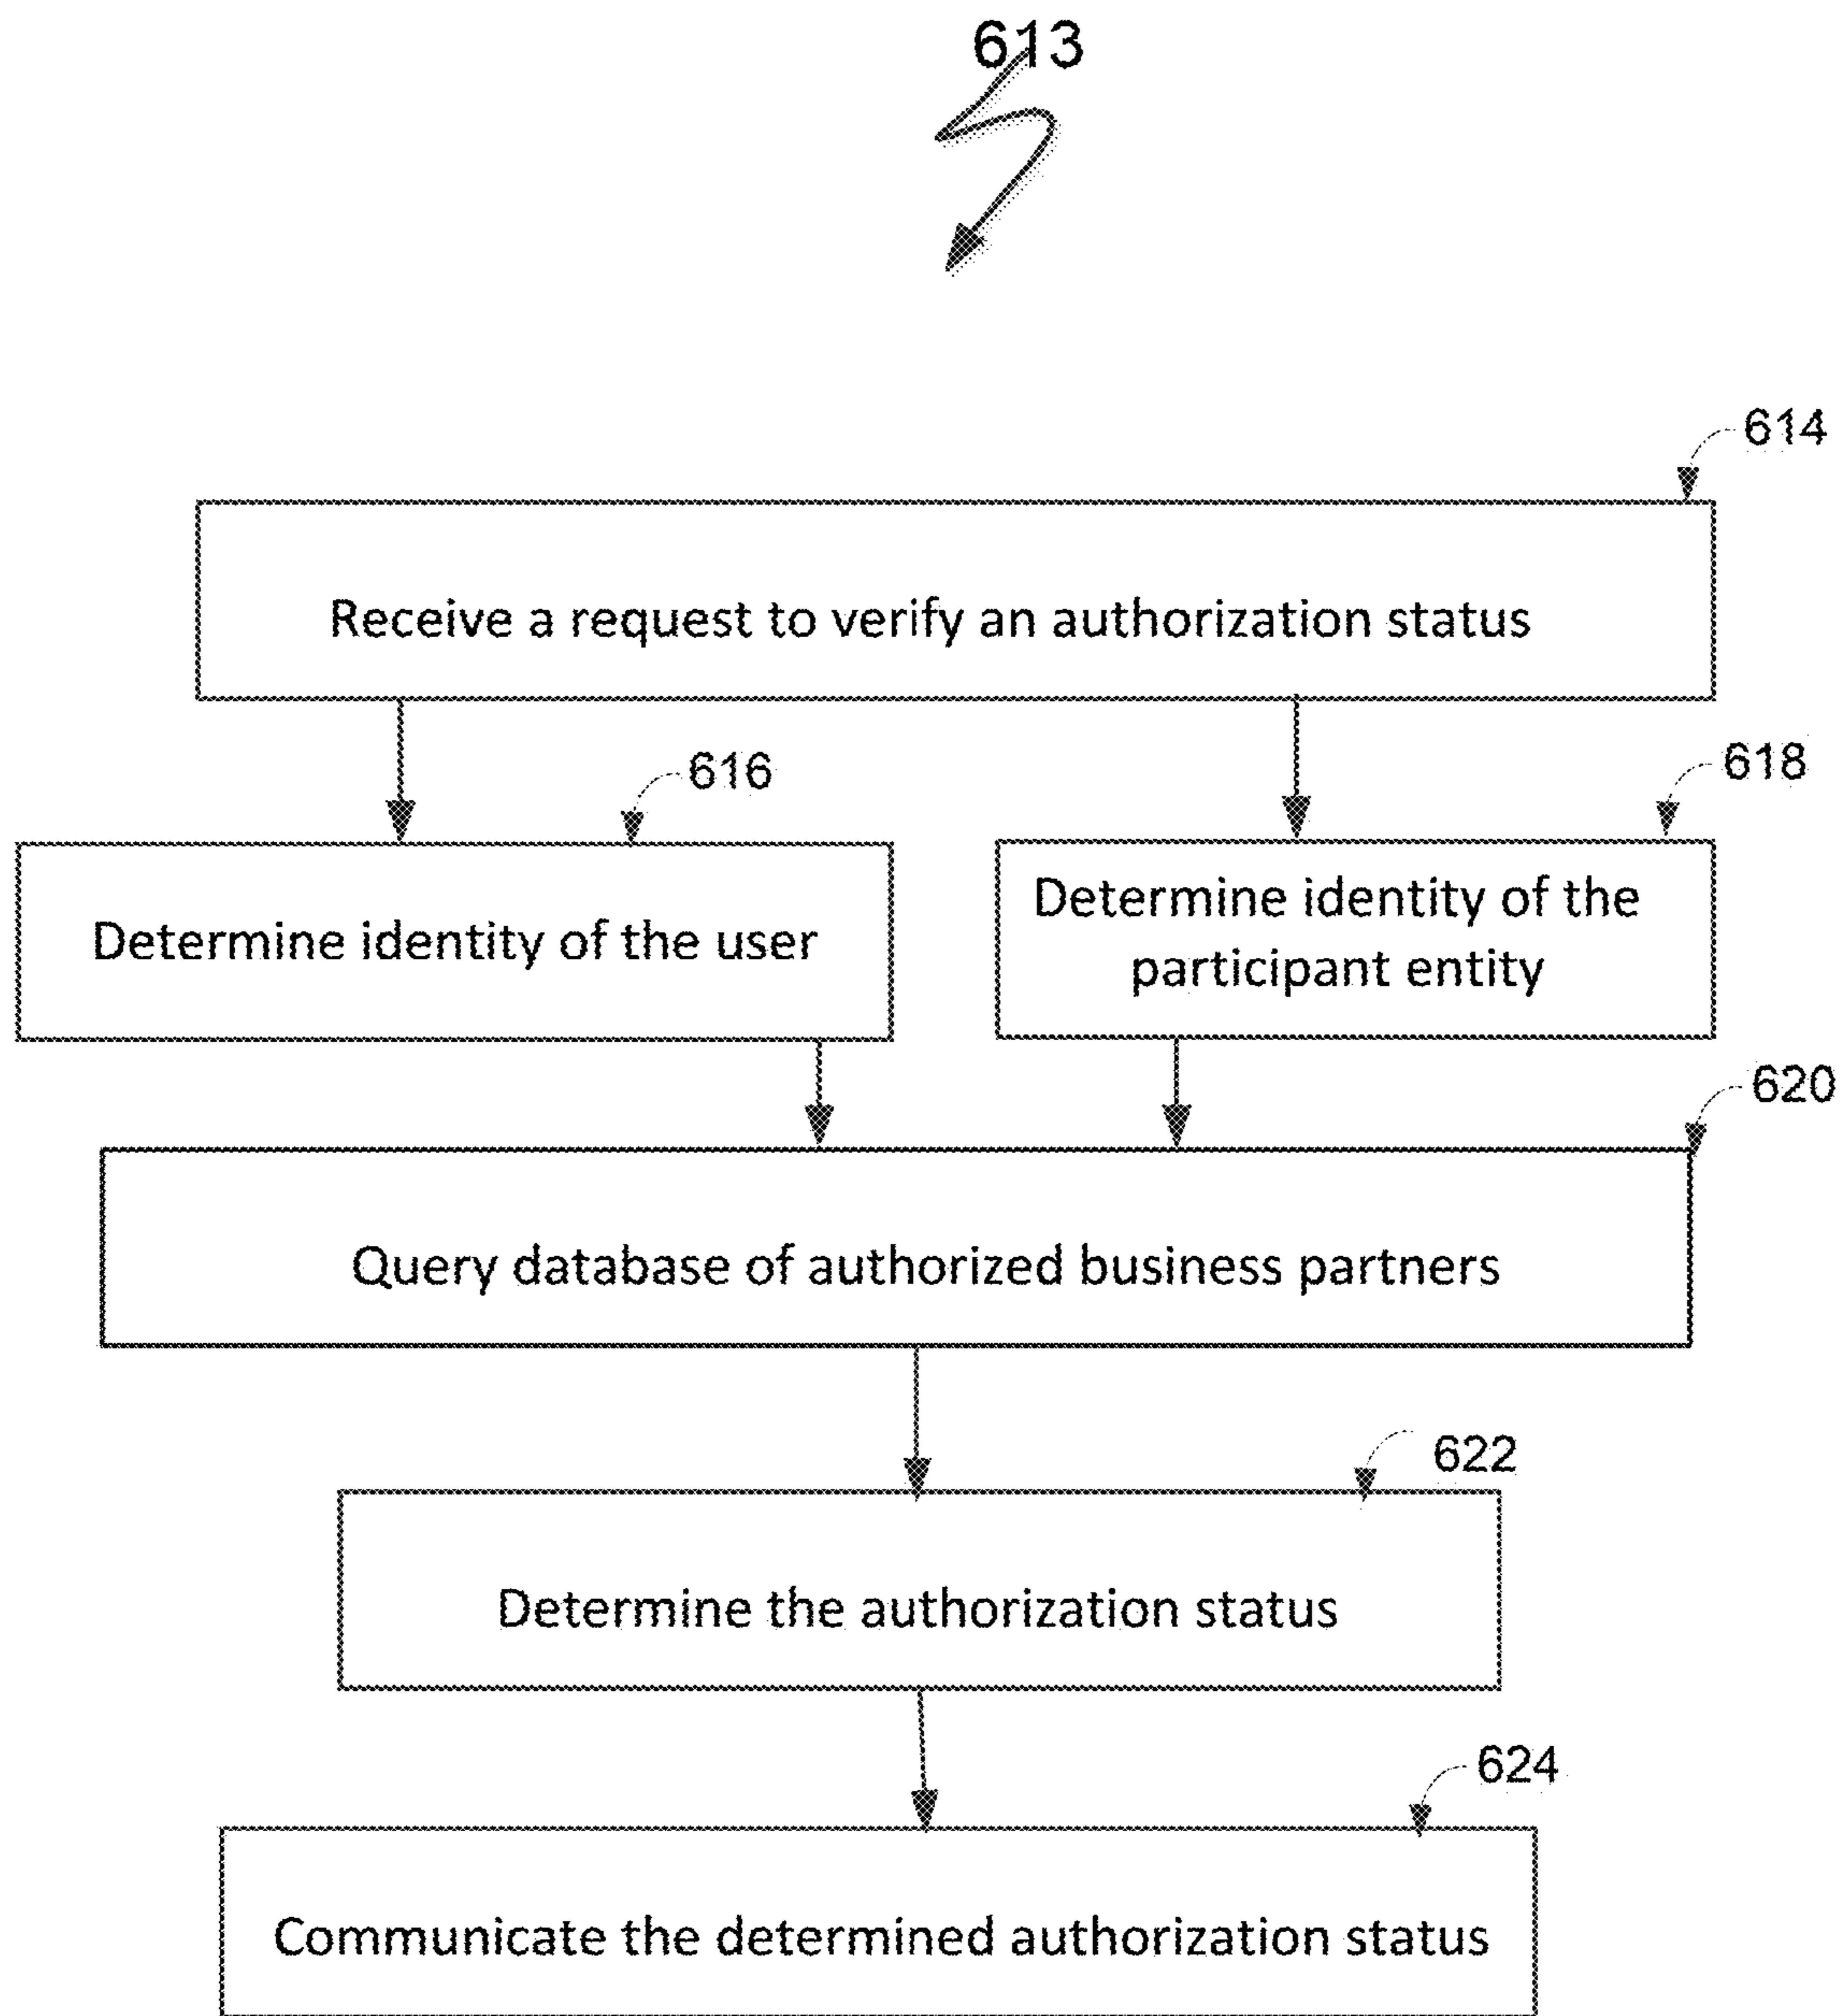 613
614
Receive a request to verify an authorization status
616
618
Determine identity of the user
Determine identity of the
participant entity
620
Query database of authorized business partners
622
Determine the authorization status
624
Communicate the determined authorization status